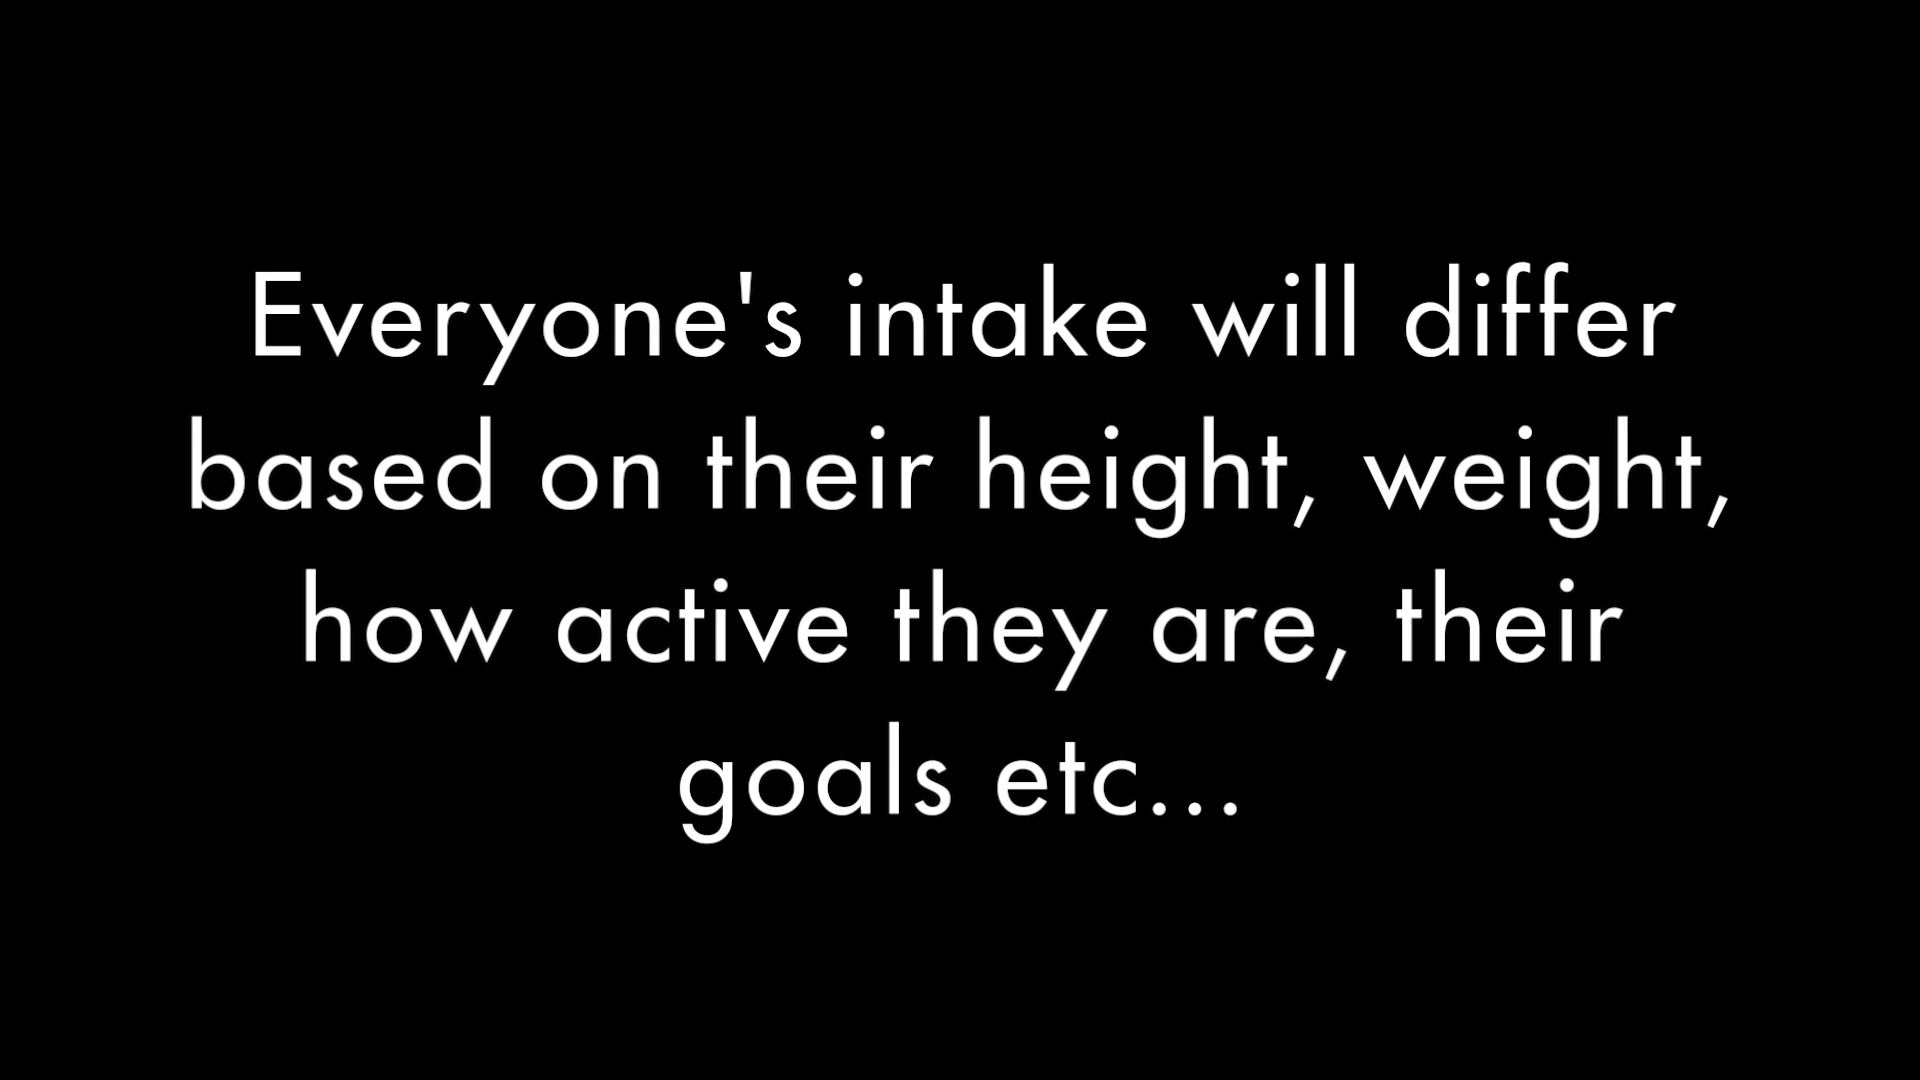 Everyone's intake will differ
based on their height, weight,
how active they are, their
goals etc...